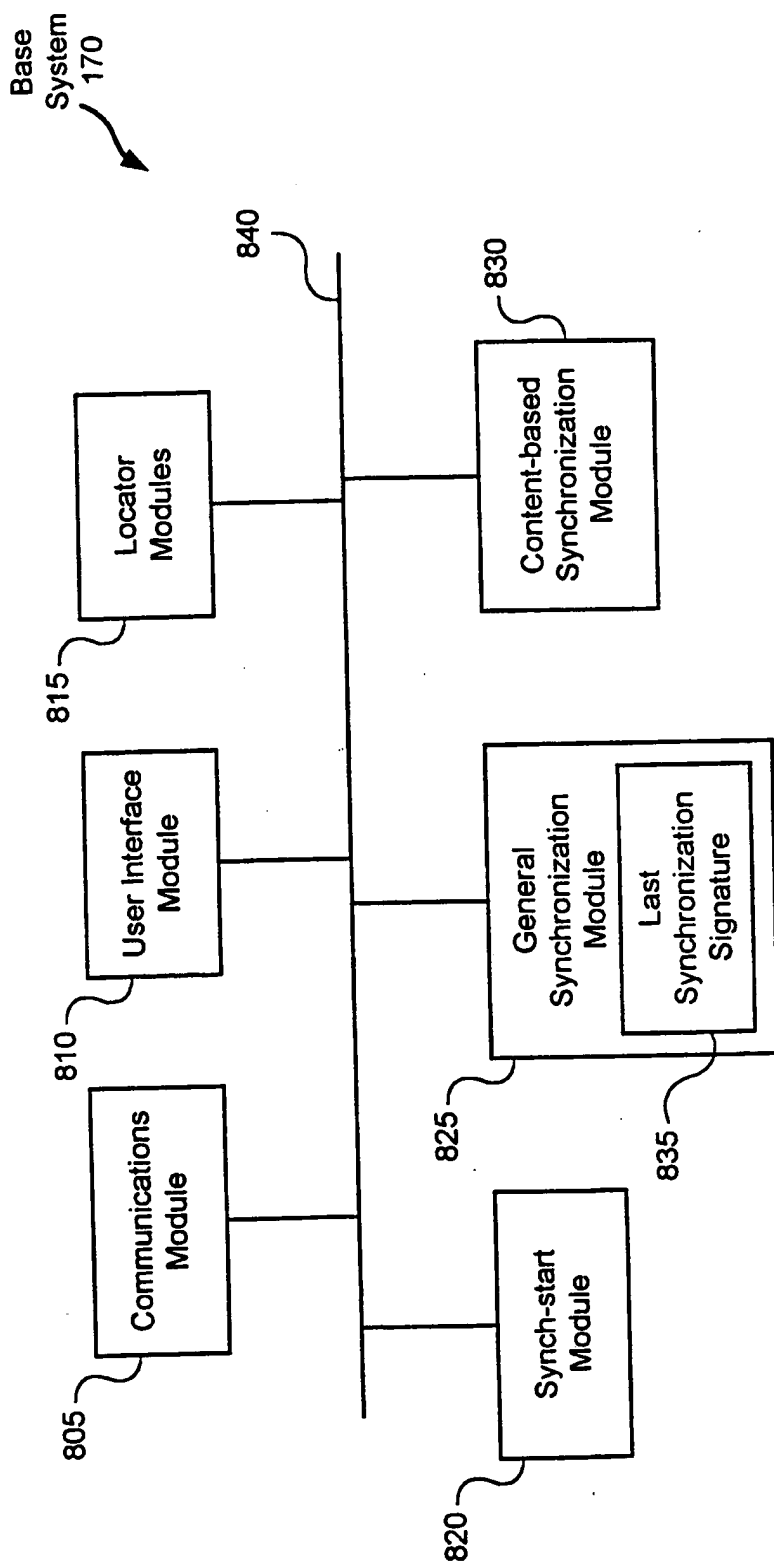 Base
System
170
840
805
Communications
Module
810
User Interface
Module
815
Locator
Modules
820
Synch-start
Module
825
General
Synchronization
Module
835
Last
Synchronization
Signature
830
Content-based
Synchronization
Module